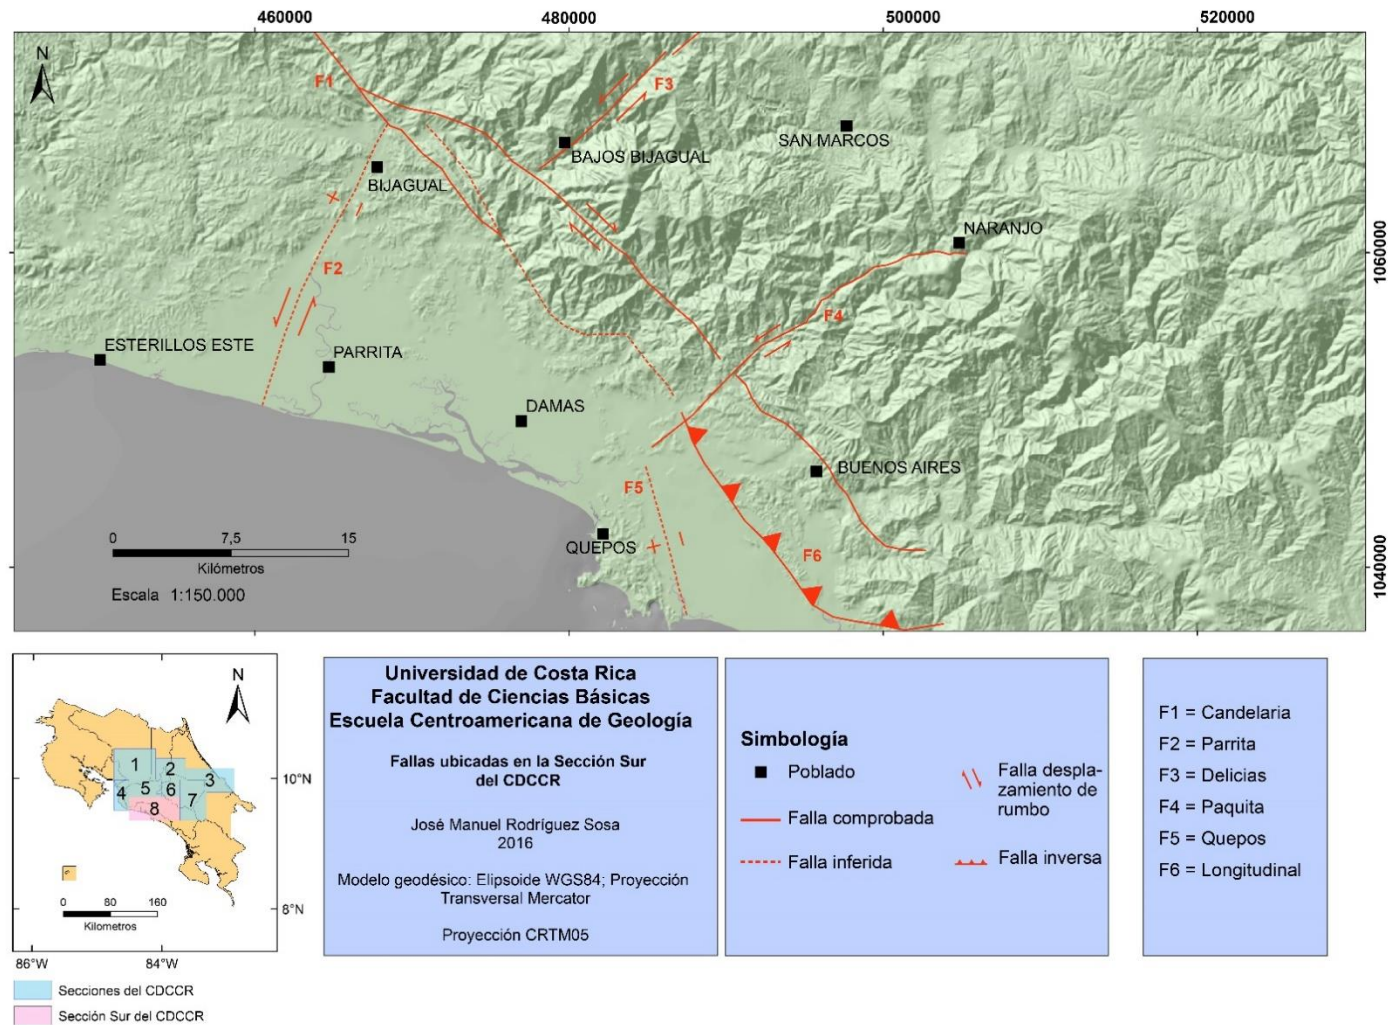 460000
480000
500000
520000
N
F1
F3
SAN MARCOS
BAJOS BIJAGUAL
BIJAGUAL
NARANJO
1060000
F2
F4
ESTERILLOS ESTE
PARRITA
DAMAS
BUENOS AIRES
F5
QUEPOS
F6
1040000
0
7,5
15
Kilómetros
Escala 1:150.000
N
1
2
3
4
5
6
7
8
10°N
8°N
0
80
160
Kilometros
86°W
84°W
Secciones del CDCCR
Sección Sur del CDCCR
Universidad de Costa Rica
Facultad de Ciencias Básicas
Escuela Centroamericana de Geología
Fallas ubicadas en la Sección Sur
del CDCCR
José Manuel Rodríguez Sosa
2016
Modelo geodésico: Elipsoide WGS84; Proyección
Transversal Mercator
Proyección CRTM05
Simbología
Poblado
Falla comprobada
Falla inferida
Falla despla-
zamiento de
rumbo
Falla inversa
F1 = Candelaria
F2 = Parrita
F3 = Delicias
F4 = Paquita
F5 = Quepos
F6 = Longitudinal